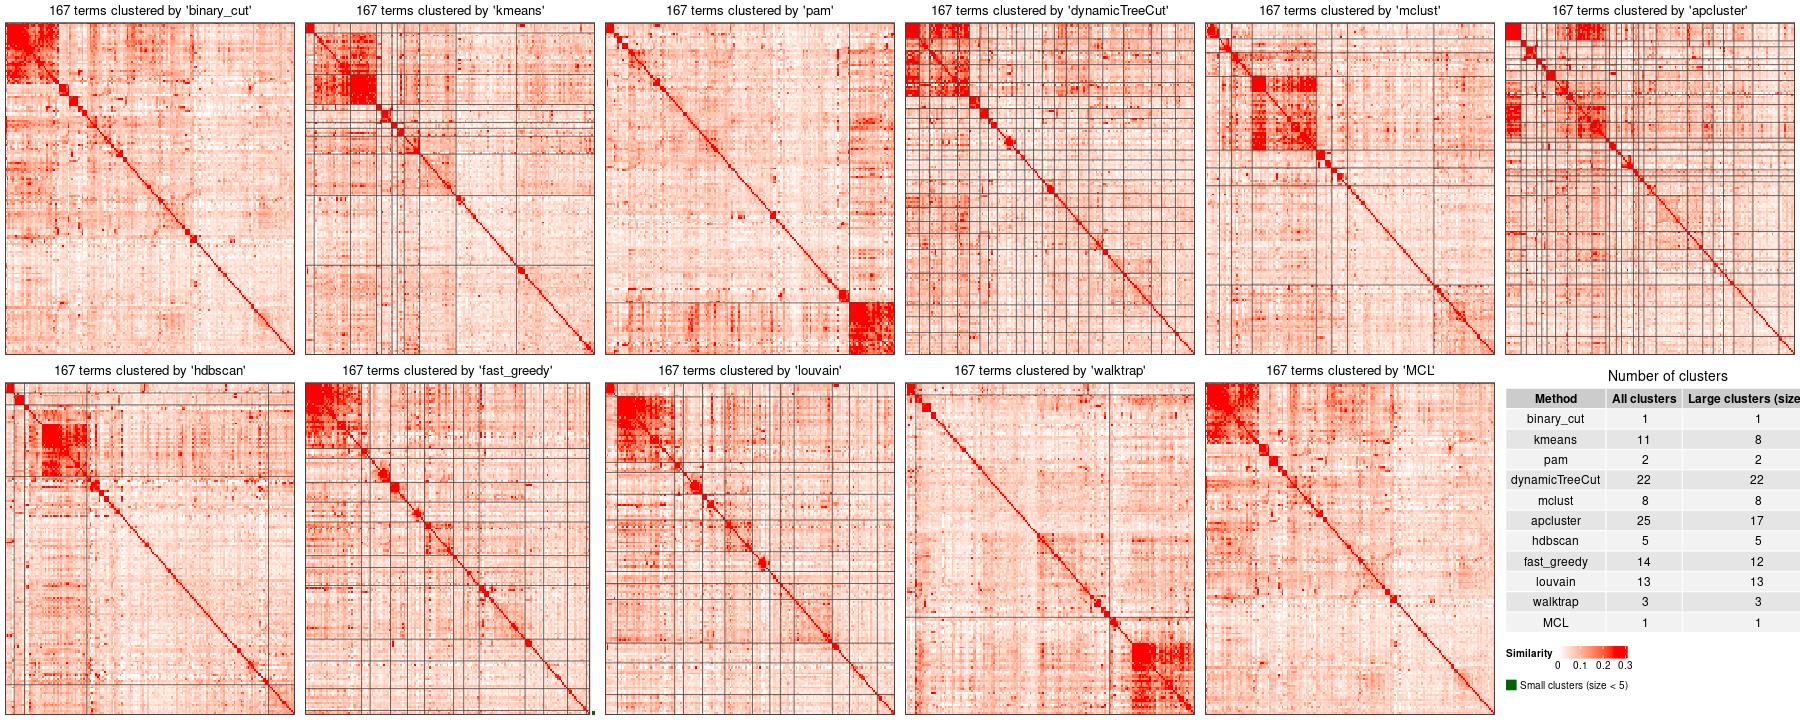 167 terms clustered by 'binary_cut'
167 terms clustered by 'kmeans'
167 terms clustered by 'pam'
167 terms clustered by 'dynamicTreeCut'
167 terms clustered by 'mclust'
167 terms clustered by 'apcluster'
167 terms clustered by 'hdbscan'
167 terms clustered by 'fast_greedy'
167 terms clustered by 'louvain'
167 terms clustered by 'walktrap'
167 terms clustered by 'MCL'
Number of clusters
Method All clusters Large clusters (size
binary_cut 1 1
kmeans 11 8
pam 2 2
dynamicTreeCut 22 22
mclust 8 8
apcluster 25 17
hdbscan 5 5
fast_greedy 14 12
louvain 13 13
walktrap 3 3
MCL 1 1
Similarity
0 0.1 0.2 0.3
Small clusters (size < 5)